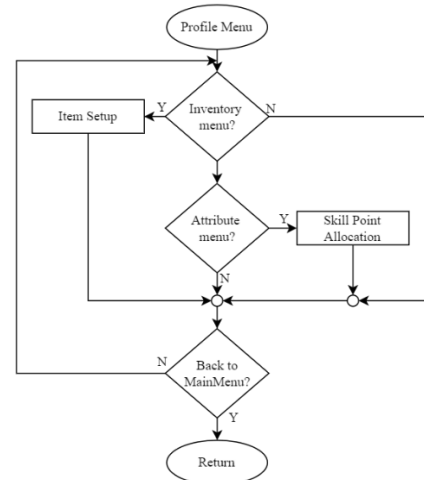 Profile Menu
Inventory
menu?
Y
N
Item Setup
Attribute
menu?
Y
N
Skill Point
Allocation
Back to
MainMenu?
N
Y
Return